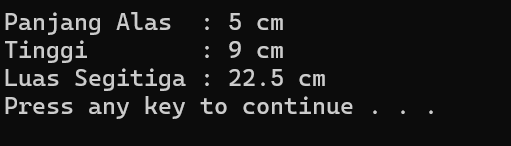 Panjang Alas  : 5 cm
Tinggi        : 9 cm
Luas Segitiga : 22.5 cm
Press any key to continue . . .